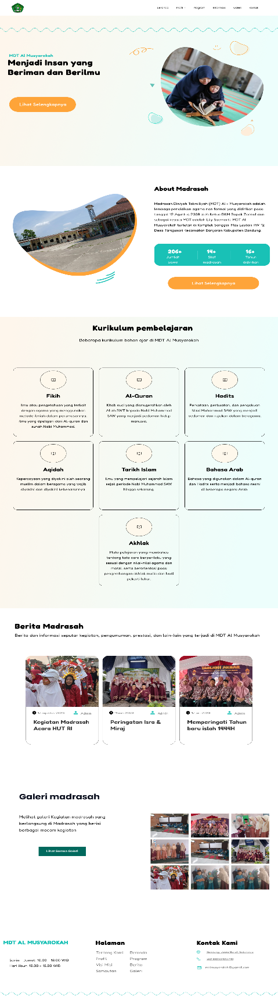 Beranda Profil Program Informasi Galeri Kontak
MDT Al Musyarokah
Menjadi Insan yang
Beriman dan Berilmu
Lihat Selengkapnya
About Madrasah
Madrasah Diniyah Takmiliyah (MDT) Al - Musyarokah adalah
lembaga pendidikan agama non formal yang didirikan pada
tanggal 12 Agustus 2008 oleh Ketua DKM Bapak Zaenal dan
sebagai kepala MDT adalah Lily Soemarti. MDT Al
Musyarokah terletak di Komplek Sanggar Mas Lestari RW 12
Desa Tarajusari Kecamatan Banjaran Kabupaten Bandung.
206+ 14+ 16+
Jumlah Staf Tahun
siswa madrasah didirikan
Lihat Selengkapnya
Kurikulum pembelajaran
Beberapa kurikulum bahan ajar di MDT Al Musyarokah
Fikih
Ilmu atau pengetahuan yang terkait
dengan agama yang menggunakan
metode ilmiah dalam perumusannya.
Ilmu yang dipelajari dari Al-quran dan
sunah Nabi Muhammad.
Al-Quran
Kitab suci yang dianugerahkan oleh
Allah SWT kepada Nabi Muhammad
SAW yang menjadi pedoman hidup
manusia.
Hadits
Perkataan, perbuatan, dan pengakuan
Nabi Muhammad SAW yang menjadi
pedoman dan rujukan dalam beragama.
Aqidah
Kepercayaan yang diyakini oleh seorang
muslim dalam beragama yang wajib
diyakini dan diyakini kebenarannya
Tarikh Islam
Ilmu yang mempelajari sejarah Islam
sejak periode Nabi Muhammad SAW
hingga sekarang
Bahasa Arab
Bahasa yang digunakan dalam Al-quran
dan Hadits serta menjadi bahasa resmi
di beberapa negara Arab
Akhlak
Mata pelajaran yang membahas
tentang tata cara berperilaku yang
sesuai dengan nilai-nilai agama dan
moral, serta berorientasi pada
pengembangan akhlak mulia dan budi
pekerti luhur.
Berita Madrasah
Berita dan informasi seputar kegiatan, pengumuman, prestasi, dan lain-lain yang terjadi di MDT Al Musyarokah
TABLIGH AKBAR
17 agustus 2023 Admin
Kegiatan Madrasah
Acara HUT RI
Admin
Peringatan Isra &
Miraj
Admin
Memperingati Tahun
baru islah 1444H
Galeri madrasah
Melihat galeri Kegiatan madrasah yang
berlangsung di Madrasah yang berisi
berbagai macam kegiatan
Lihat Semua Galeri
MDT AL MUSYAROKAH
Senin - Jumat: 10.00 - 18.00 WIB
Hari libur: 10.00 - 15.00 WIB
Halaman
Tentang Kami Beranda
Profil Program
Visi Misi Berita
Sambutan Galeri
Kontak Kami
Bandung, Jawa Barat, Indonesia